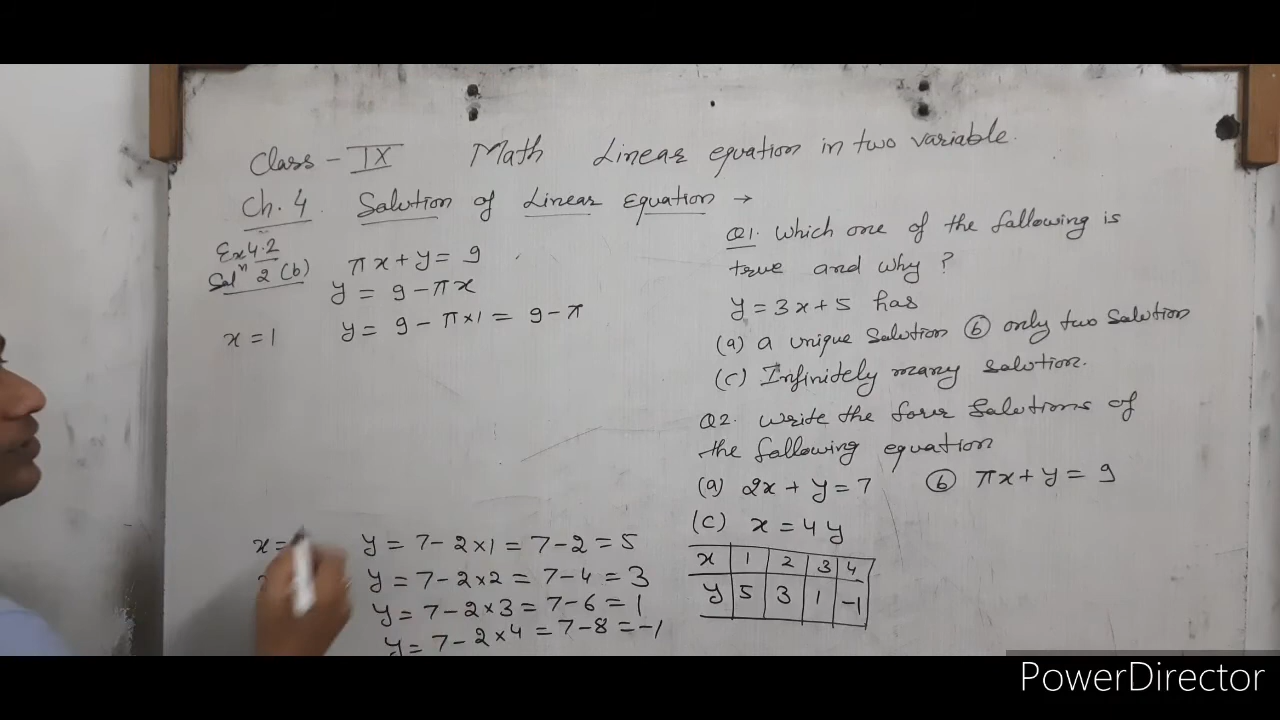 Class - IX Math Linear equation in two variable.
Ch. 4 Solution of Linear Equation →
Ex 4.2
Solⁿ 2 (b)
πx + y = 9
y = 9 - πx
x = 1 y = 9 - π×1 = 9 - π
x = y = 7 - 2×1 = 7 - 2 = 5
y = 7 - 2×2 = 7 - 4 = 3
y = 7 - 2×3 = 7 - 6 = 1
y = 7 - 2×4 = 7 - 8 = -1
Q1. Which one of the following is
true and why?
y = 3x + 5 has
(a) a unique solution (b) only two solution
(c) Infinitely many solution.
Q2. Write the four Solutions of
the following equation
(a) 2x + y = 7 (b) πx + y = 9
(c) x = 4y
x 1 2 3 4
y 5 3 1 -1
PowerDirector